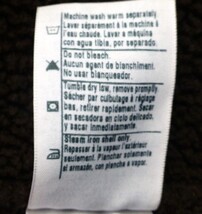 Machine wash warm separately
Laver séparément à la machine à
l'eau chaude. Lavar a máquina
con agua tibia, por separado.
Do not bleach.
Aucun agent de blanchiment.
No usar blanqueador.
Tumble dry low, remove promptly
Sécher par culbutage à réglage
bas, retirer promptement. Sacar
en secadora en ciclo delicado,
y sacar inmediatamente.
Steam iron shell only
Repasser à la vapeur l'extérieur
seulement. Planchar solamente
al armazón, con plancha a vapor.